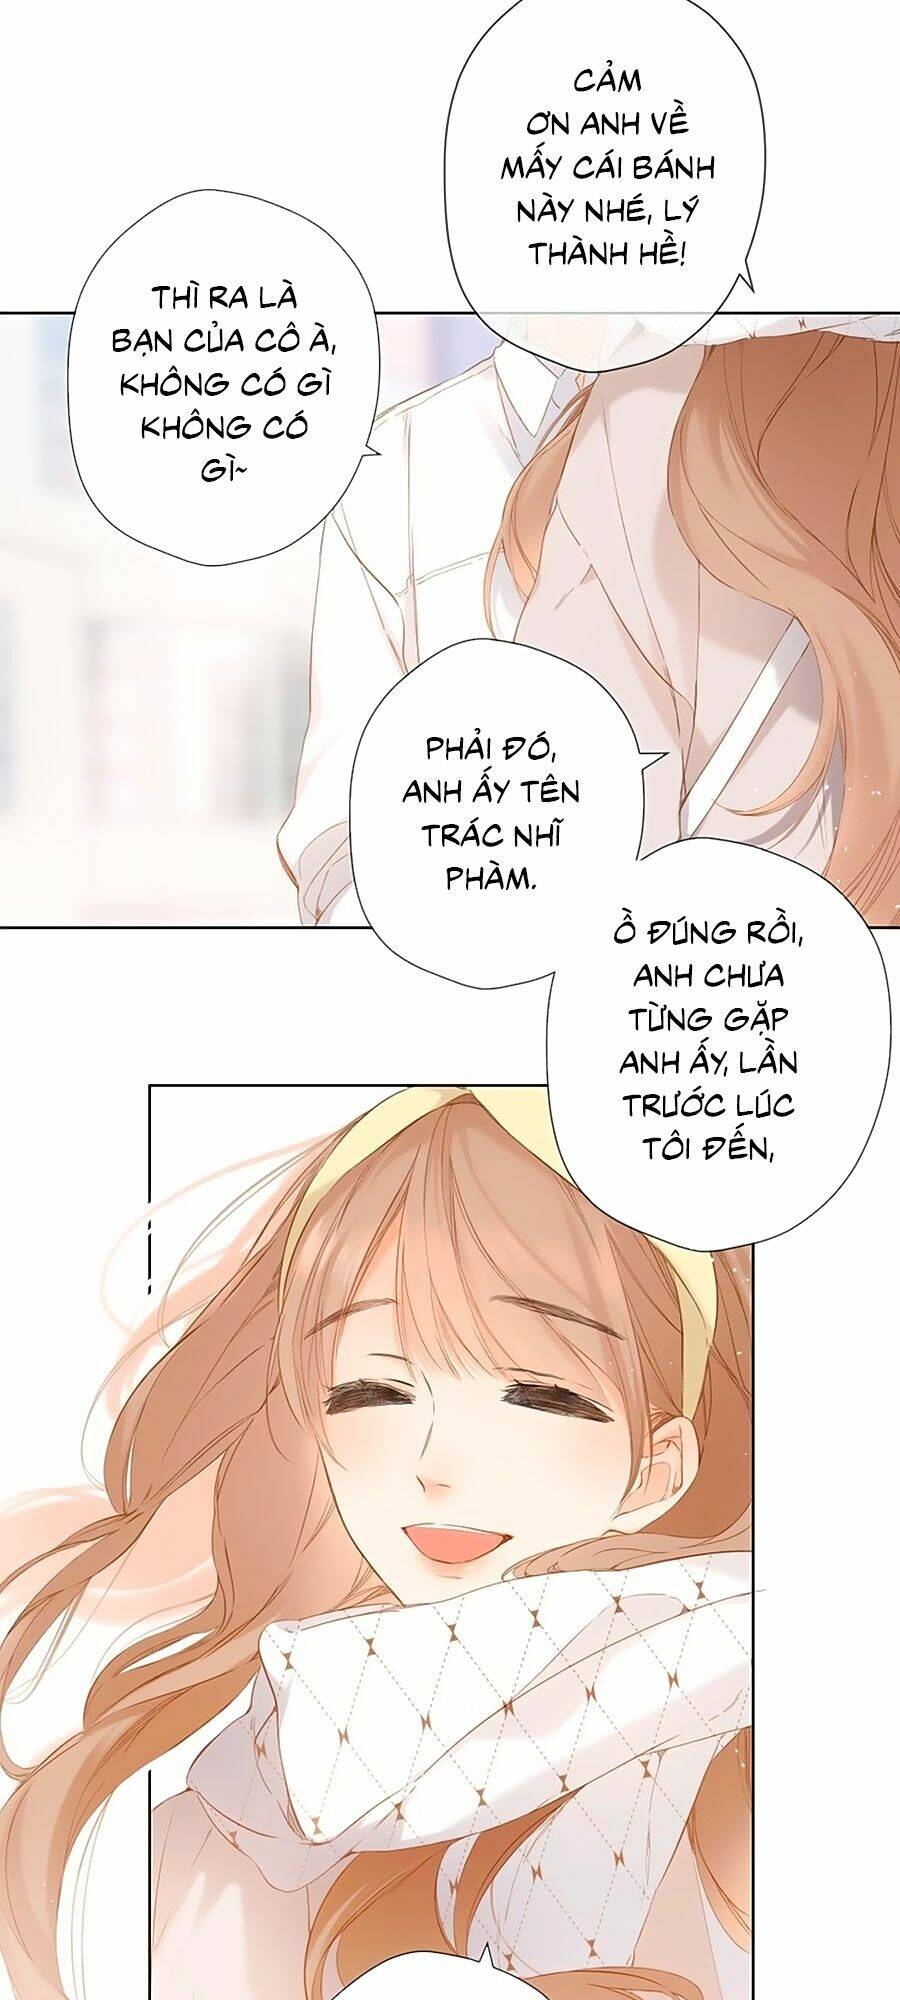 CẢM
ƠN ANH VỀ
MẤY CÁI BÁNH
NÀY NHÉ, LÝ
THÀNH HỀ!
THÌ RA LÀ
BẠN CỦA CÔ À,
KHÔNG CÓ GÌ
KHÔNG CÓ
GÌ~
PHẢI ĐÓ,
ANH ẤY TÊN
TRÁC NHĨ
PHÀM.
Ồ ĐÚNG RỒI,
ANH CHƯA
TỪNG GẶP
ANH ẤY, LẦN
TRƯỚC LÚC
TÔI ĐẾN,